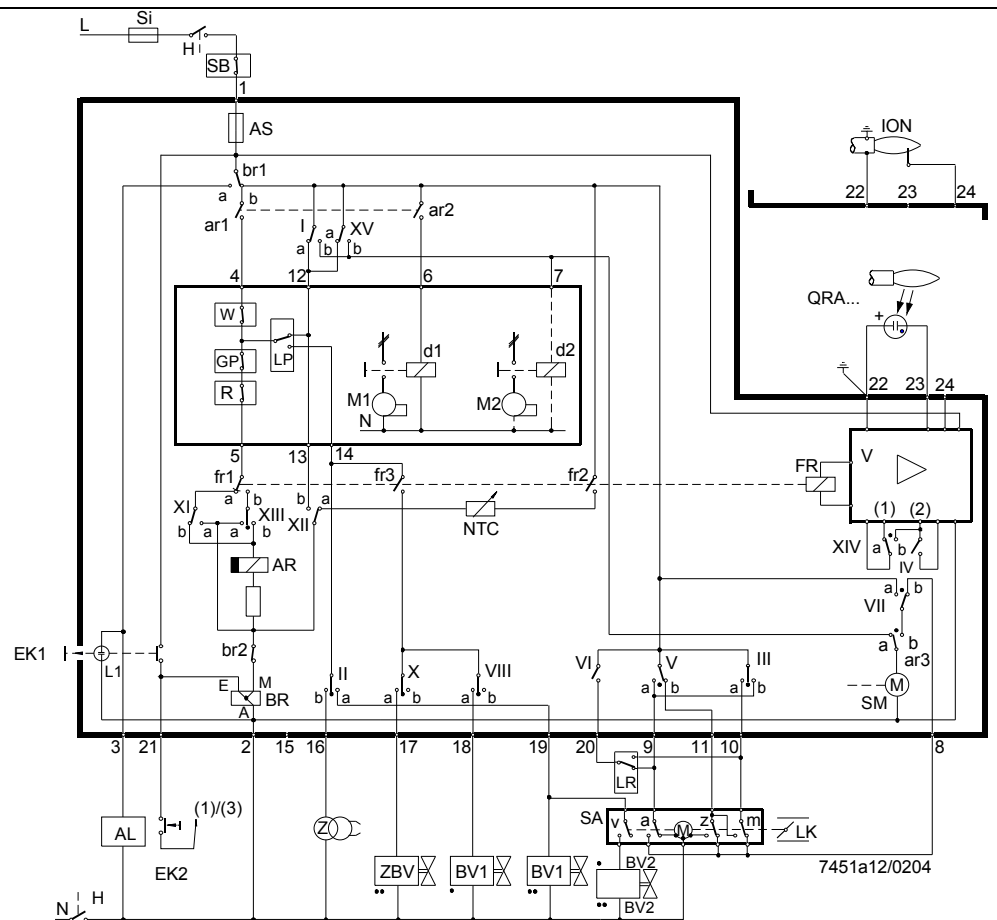 L Si
H
SB
1
AS
ION
22 23 24
br1
a b
ar1
ar2
I a XV
a b b
4 12 6 7
QRA...
+
W
LP
GP
R
d1
d2
M1
M2
N
22 23 24
5 13 14
V
FR
(1) (2)
fr1
a b
fr3
fr2
XI
b a
XIII
a b
b a
XII
NTC
XIV
a b
IV
AR
a b
VII
a b
ar3
M
SM
EK1
L1
br2
E M
BR
A
II
b a
X
a b
VIII
a b
VI
V
a b
III
a b
3 21 2 15 16 17 18 19 20 9 11 10 8
LR
AL
(1)/(3)
EK2
Z
SA
v a M z m
LK
ZBV
BV1
BV1
BV2
BV2
7451a12/0204
N H